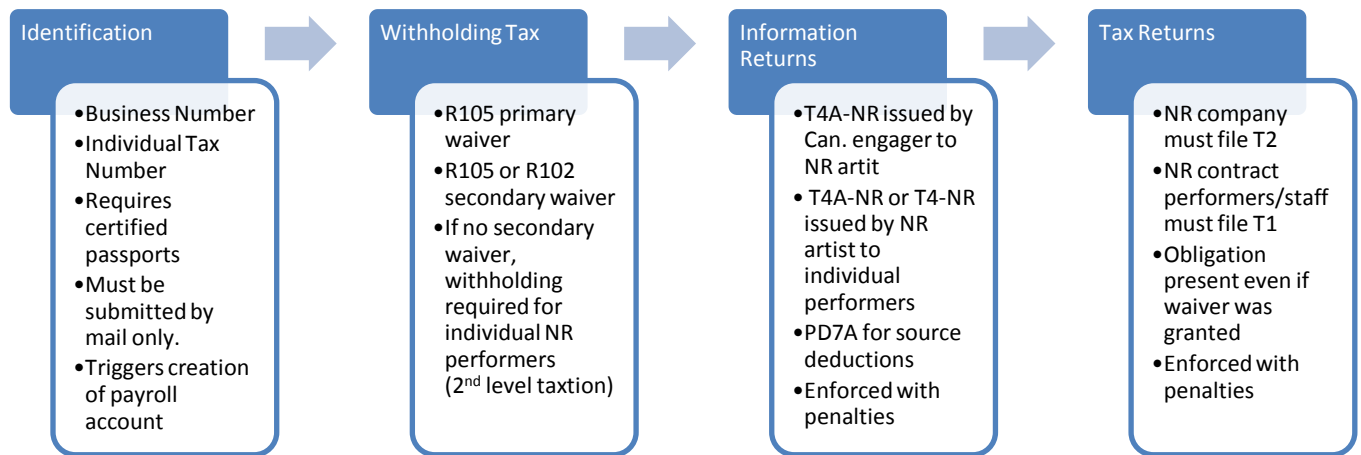 Identification
•Business Number
•Individual Tax
Number
•Requires
certified
passports
•Must be
submitted by
mail only.
•Triggers creation
of payroll
account
Withholding Tax
•R105 primary
waiver
•R105 or R102
secondary waiver
•If no secondary
waiver,
withholding
required for
individual NR
performers
(2nd level taxtion)
Information
Returns
•T4A-NR issued by
Can. engager to
NR artit
• T4A-NR or T4-NR
issued by NR
artist to
individual
performers
•PD7A for source
deductions
•Enforced with
penalties
Tax Returns
•NR company
must file T2
•NR contract
performers/staff
must file T1
•Obligation
present even if
waiver was
granted
•Enforced with
penalties